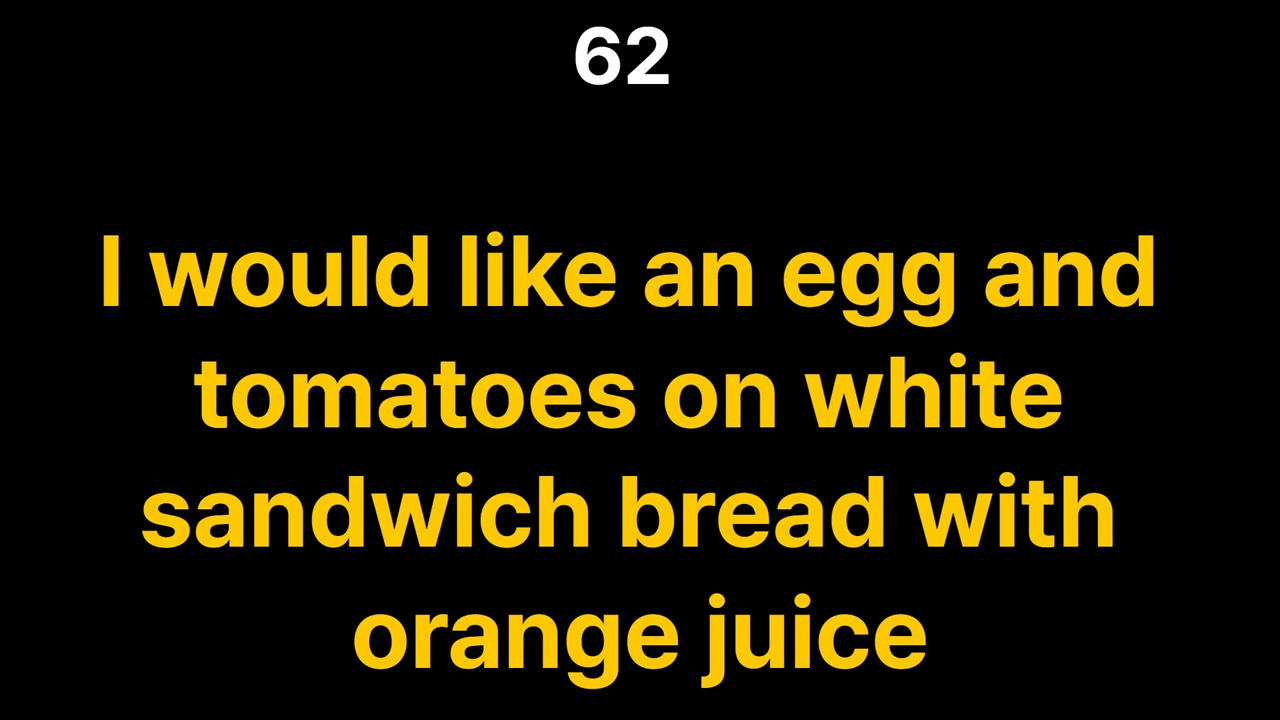 62
I would like an egg and
tomatoes on white
sandwich bread with
orange juice